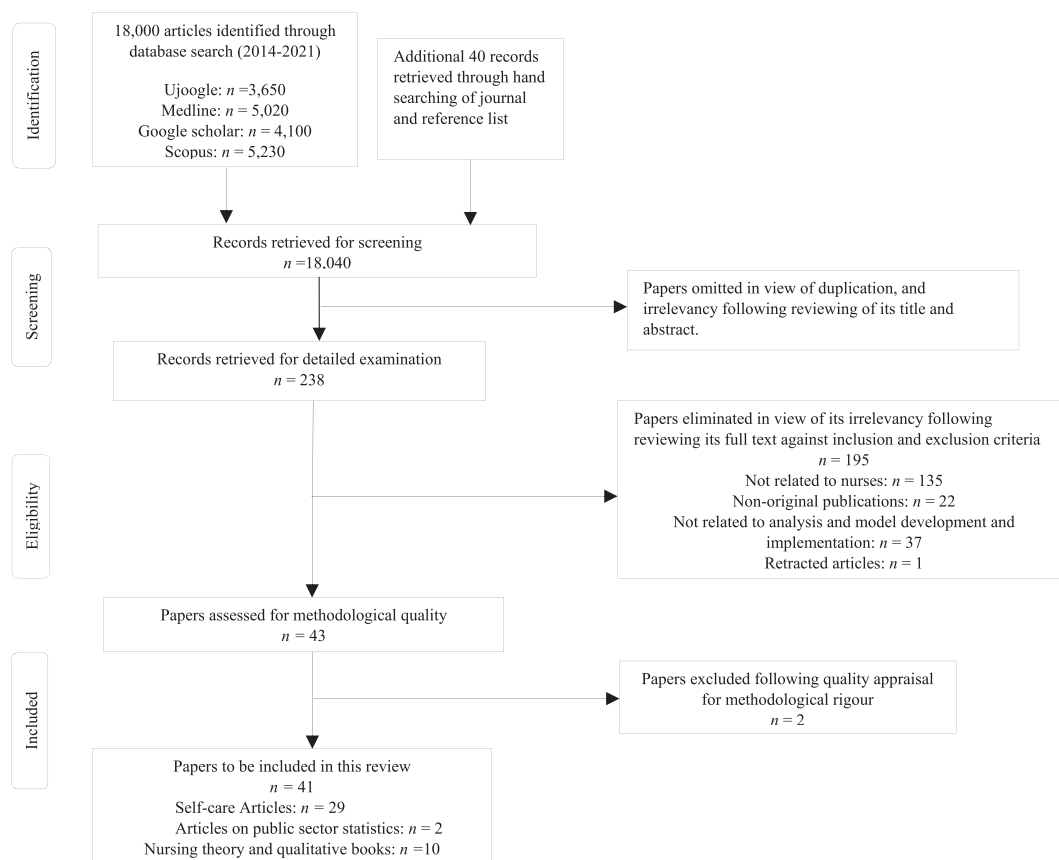 Identification
18,000 articles identified through
database search (2014-2021)
Ujoogle: n =3,650
Medline: n = 5,020
Google scholar: n = 4,100
Scopus: n = 5,230
Additional 40 records
retrieved through hand
searching of journal
and reference list
Screening
Records retrieved for screening
n =18,040
Papers omitted in view of duplication, and
irrelevancy following reviewing of its title and
abstract.
Records retrieved for detailed examination
n = 238
Eligibility
Papers eliminated in view of its irrelevancy following
reviewing its full text against inclusion and exclusion criteria
n = 195
Not related to nurses: n = 135
Non-original publications: n = 22
Not related to analysis and model development and
implementation: n = 37
Retracted articles: n = 1
Papers assessed for methodological quality
n = 43
Included
Papers excluded following quality appraisal
for methodological rigour
n = 2
Papers to be included in this review
n = 41
Self-care Articles: n = 29
Articles on public sector statistics: n = 2
Nursing theory and qualitative books: n =10